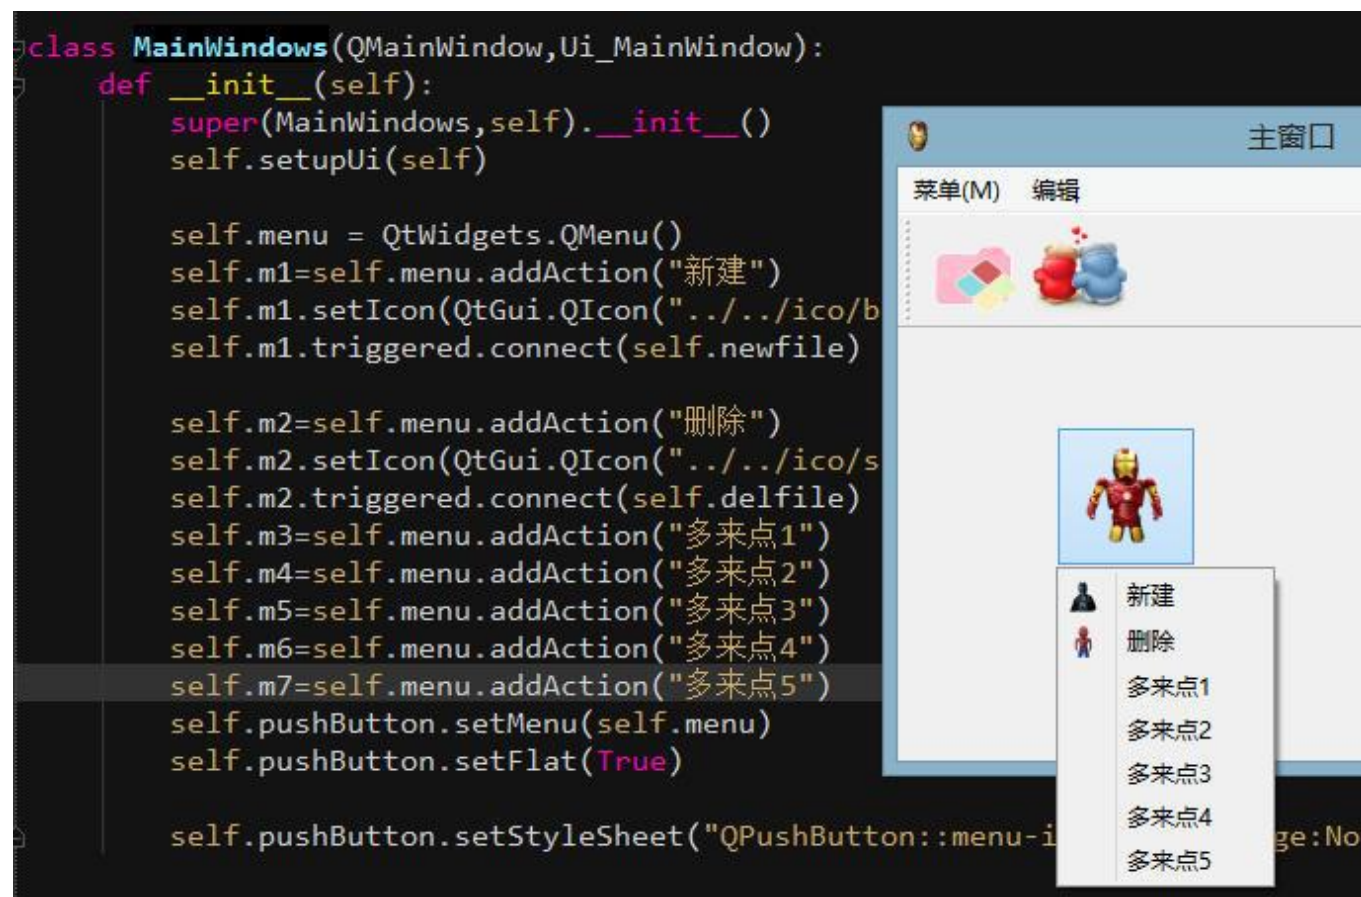 class MainWindows(QMainWindow,Ui_MainWindow):
def __init__(self):
super(MainWindows,self).__init__()
self.setupUi(self)
self.menu = QtWidgets.QMenu()
self.m1=self.menu.addAction("新建")
self.m1.setIcon(QtGui.QIcon("../../ico/b
self.m1.triggered.connect(self.newfile)
self.m2=self.menu.addAction("删除")
self.m2.setIcon(QtGui.QIcon("../../ico/s
self.m2.triggered.connect(self.delfile)
self.m3=self.menu.addAction("多来点1")
self.m4=self.menu.addAction("多来点2")
self.m5=self.menu.addAction("多来点3")
self.m6=self.menu.addAction("多来点4")
self.m7=self.menu.addAction("多来点5")
self.pushButton.setMenu(self.menu)
self.pushButton.setFlat(True)
self.pushButton.setStyleSheet("QPushButton::menu-i ge:No
主窗口
菜单(M) 编辑
新建
删除
多来点1
多来点2
多来点3
多来点4
多来点5